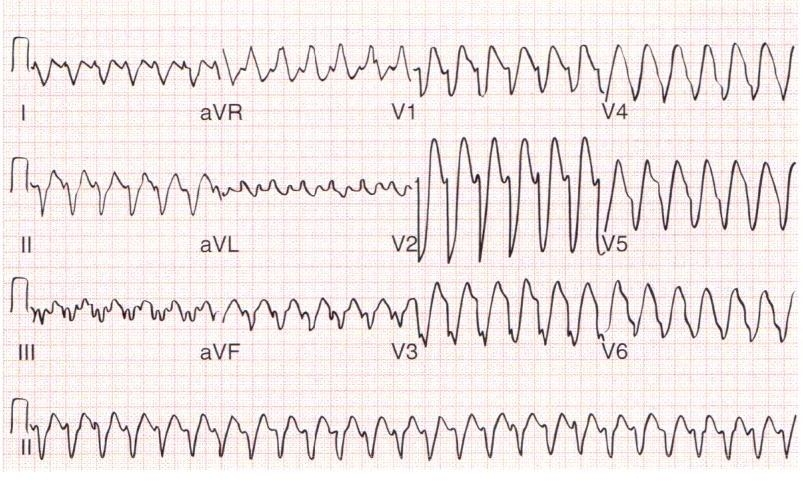 I aVR V1 V4
II aVL V2 V5
III aVF V3 V6
II